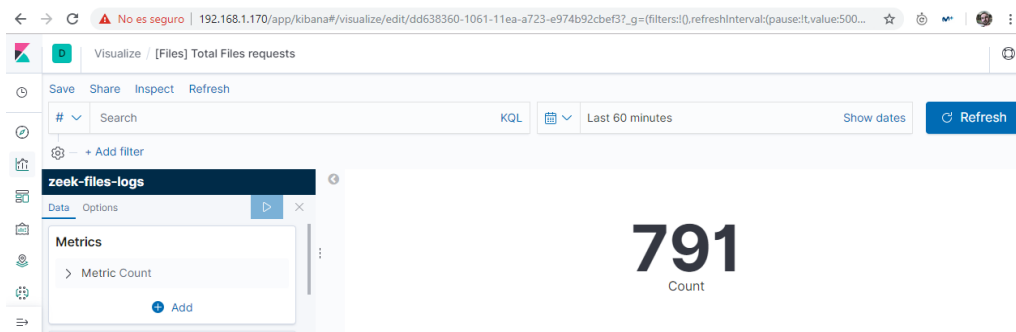 No es seguro | 192.168.1.170/app/kibana#/visualize/edit/dd638360-1061-11ea-a723-e974b92cbef3?_g=(filters:!(),refreshInterval:(pause:!t,value:500...
D Visualize / [Files] Total Files requests
Save Share Inspect Refresh
# Search KQL Last 60 minutes Show dates Refresh
+ Add filter
zeek-files-logs
Data Options
Metrics
Metric Count
Add
791
Count